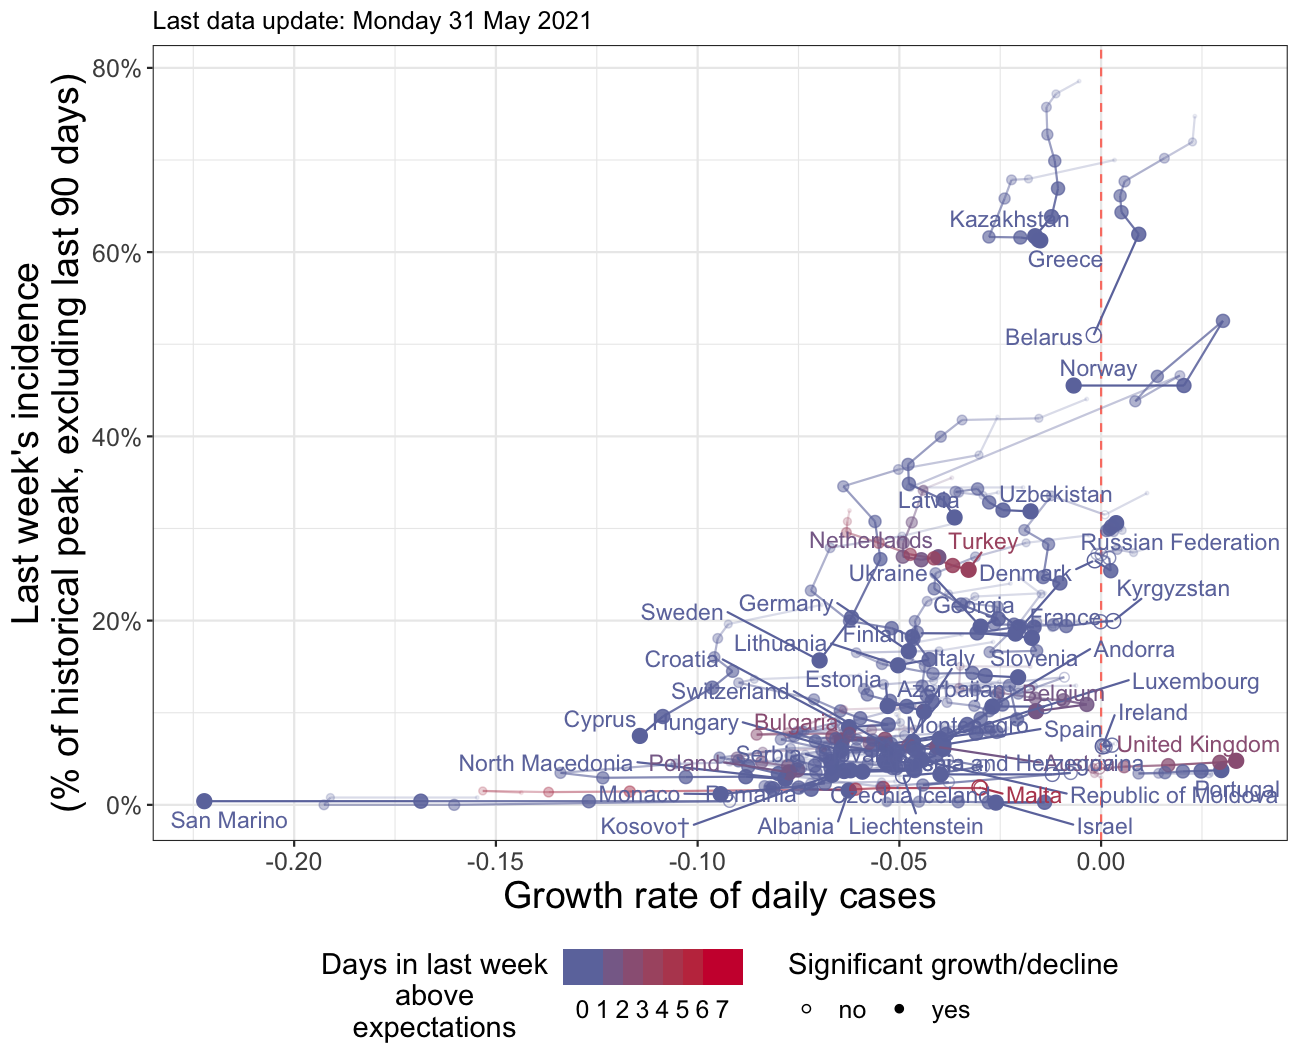 Last data update: Monday 31 May 2021
Last week's incidence
(% of historical peak, excluding last 90 days)
80%
60%
40%
20%
0%
Kazakhstan
Greece
Belarus
Norway
Latvia
Uzbekistan
Netherlands
Turkey
Russian Federation
Ukraine
Denmark
Kyrgyzstan
Sweden
Germany
Georgia
France
Lithuania
Finland
Croatia
Italy
Slovenia
Andorra
Switzerland
Estonia
Azerbaijan
Belgium
Luxembourg
Cyprus
Hungary
Bulgaria
Montenegro
Spain
Ireland
United Kingdom
North Macedonia
Poland
Serbia
Bosnia and Herzegovina
Austria
Portugal
Monaco
Romania
Czechia
Iceland
Malta
Republic of Moldova
San Marino
Kosovo†
Albania
Liechtenstein
Israel
-0.20
-0.15
-0.10
-0.05
0.00
Growth rate of daily cases
Days in last week
above
expectations
0 1 2 3 4 5 6 7
Significant growth/decline
no
yes